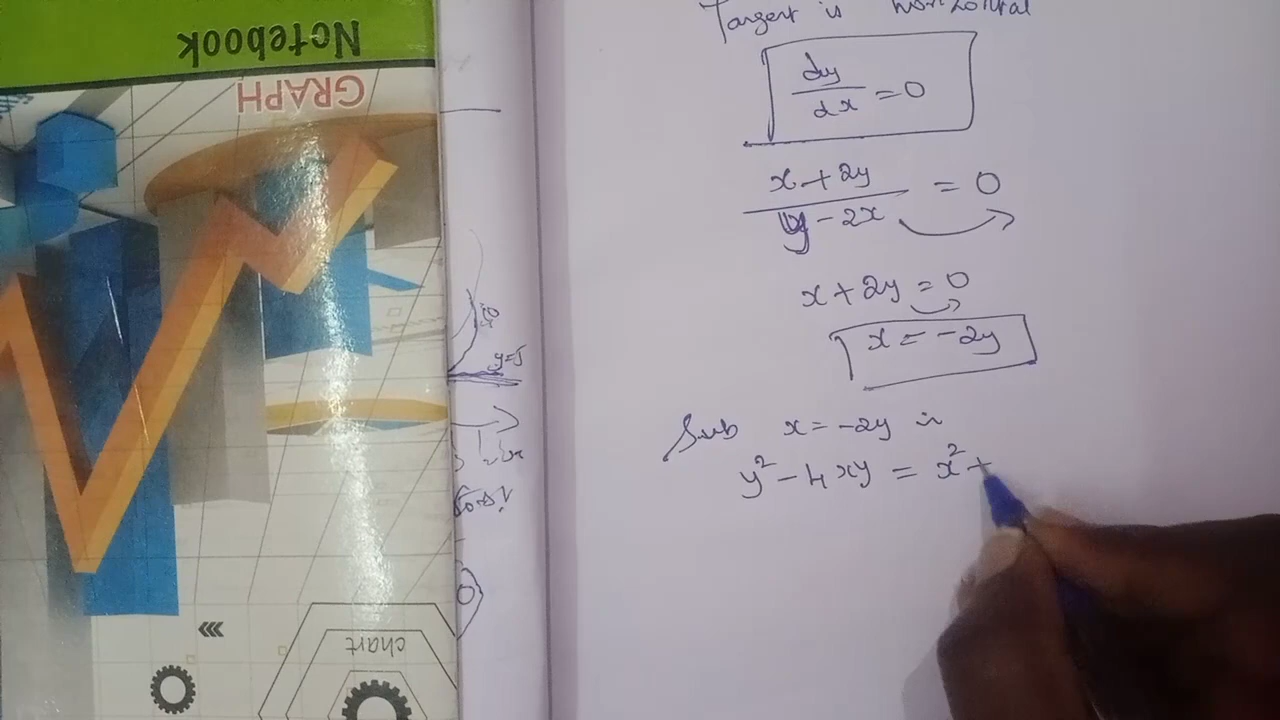 Notebook
GRAPH
chart
Tangent is horizontal
dy/dx = 0
x + 2y / y - 2x = 0
x + 2y = 0
x = -2y
Sub x = -2y in
y² - 4xy = x² +
y=5